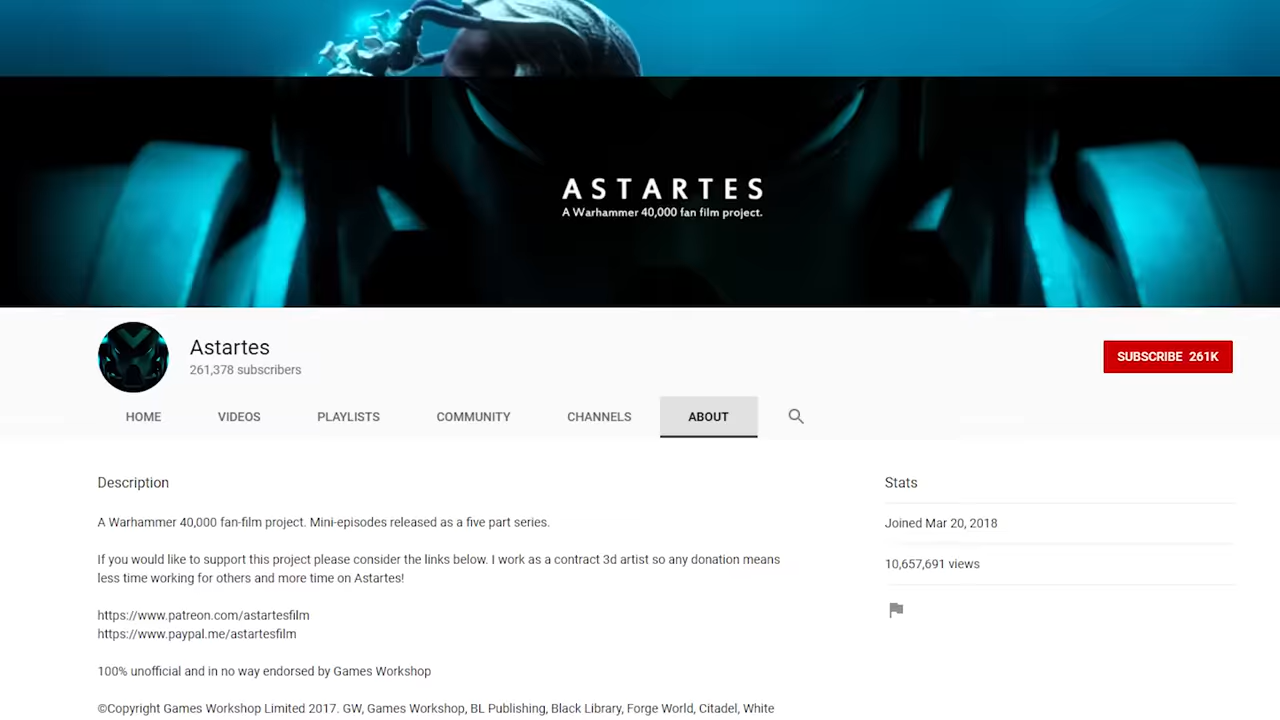 ASTARTES
A Warhammer 40,000 fan film project.
Astartes
261,378 subscribers
SUBSCRIBE 261K
HOME VIDEOS PLAYLISTS COMMUNITY CHANNELS ABOUT
Description
A Warhammer 40,000 fan-film project. Mini-episodes released as a five part series.
If you would like to support this project please consider the links below. I work as a contract 3d artist so any donation means
less time working for others and more time on Astartes!
https://www.patreon.com/astartesfilm
https://www.paypal.me/astartesfilm
100% unofficial and in no way endorsed by Games Workshop
©Copyright Games Workshop Limited 2017. GW, Games Workshop, BL Publishing, Black Library, Forge World, Citadel, White
Stats
Joined Mar 20, 2018
10,657,691 views